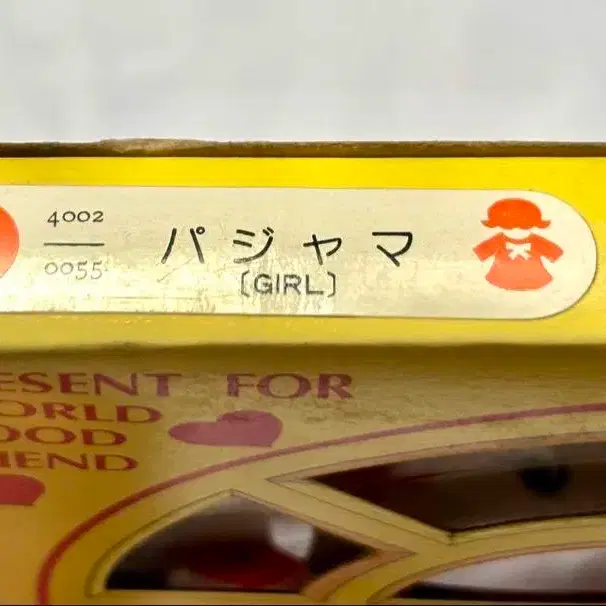 4002
0055
パジャマ
〔GIRL〕
ESENT FOR
ORLD
OOD
IEND